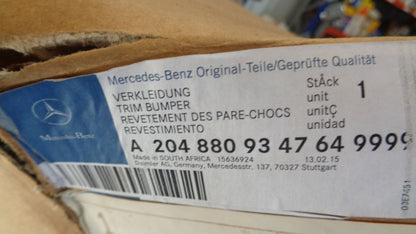 Mercedes-Benz Original-Teile/Geprüfte Qualität
VERKLEIDUNG
TRIM BUMPER
REVETEMENT DES PARE-CHOCS
REVESTIMIENTO
StÅck
unit
unitÇ
unidad
1
Mercedes-Benz
A 204 880 93 47 64 9999
Made in SOUTH AFRICA 15636924 13.02.15
Daimler AG, Germany, Mercedesstr. 137, 70327 Stuttgart